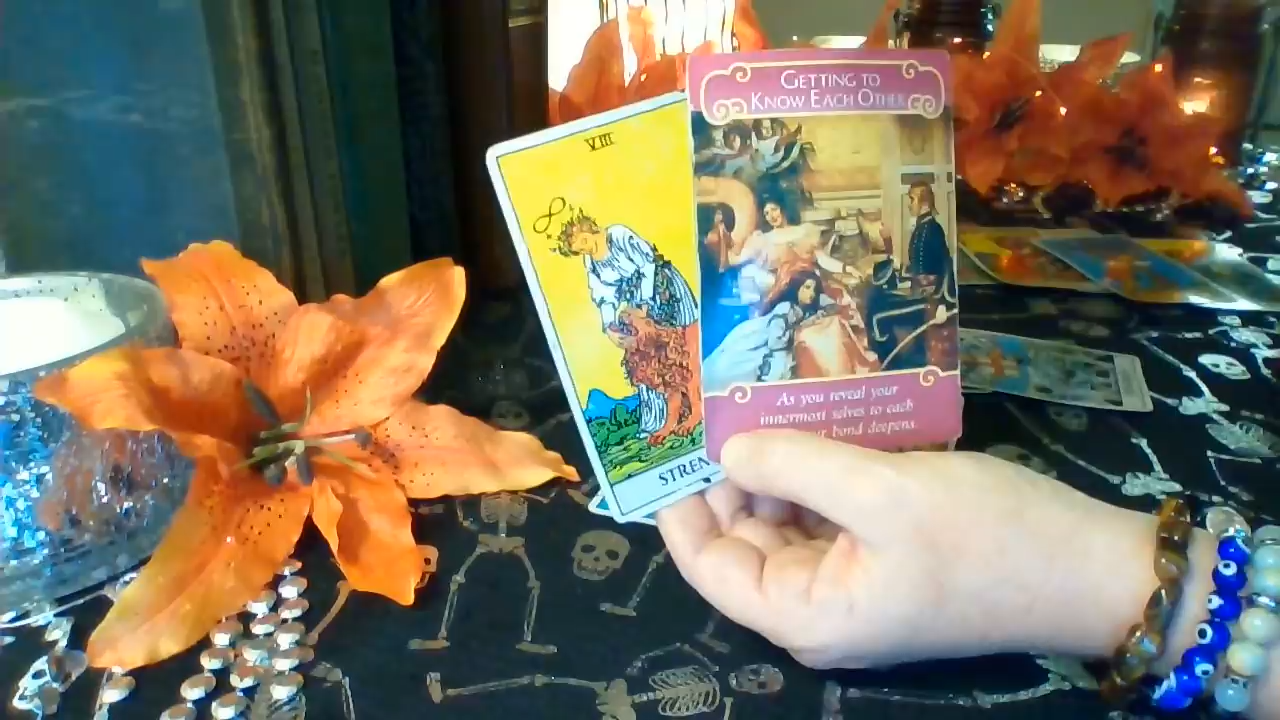 VIII
STREN
GETTING TO
KNOW EACH OTHER
As you reveal your
innermost selves to each
bond deepens.